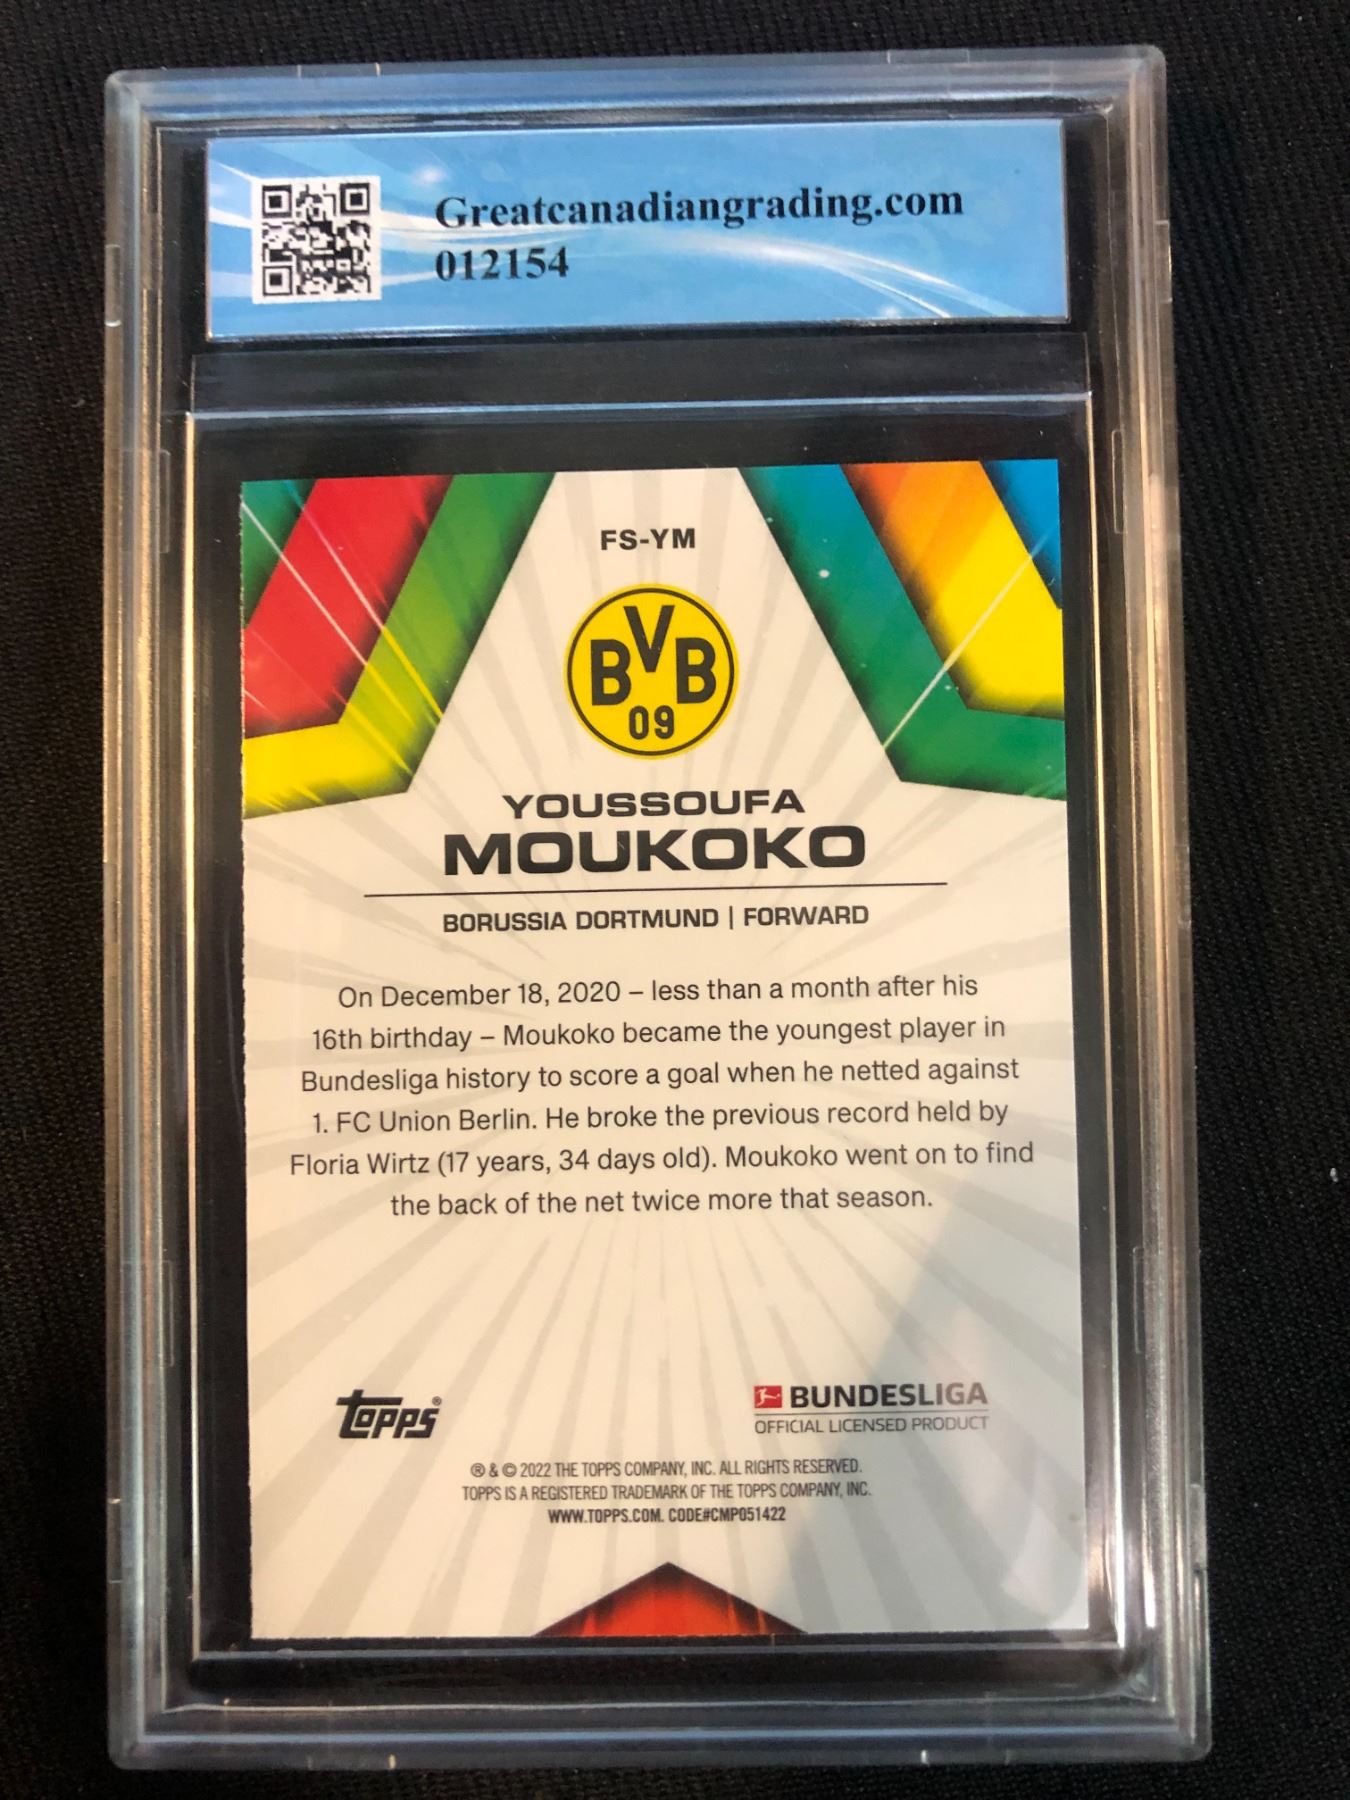 Greatcanadiangrading.com
012154
FS-YM
BVB
09
YOUSSOUFA
MOUKOKO
BORUSSIA DORTMUND | FORWARD
On December 18, 2020 – less than a month after his
16th birthday – Moukoko became the youngest player in
Bundesliga history to score a goal when he netted against
1. FC Union Berlin. He broke the previous record held by
Floria Wirtz (17 years, 34 days old). Moukoko went on to find
the back of the net twice more that season.
topps®
BUNDESLIGA
OFFICIAL LICENSED PRODUCT
® & © 2022 THE TOPPS COMPANY, INC. ALL RIGHTS RESERVED.
TOPPS IS A REGISTERED TRADEMARK OF THE TOPPS COMPANY, INC.
WWW.TOPPS.COM. CODE#CMP051422